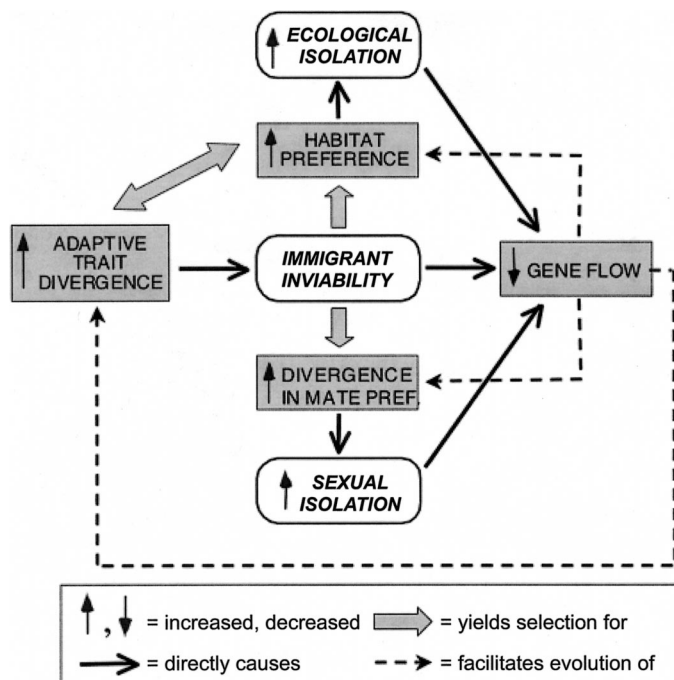 ECOLOGICAL
ISOLATION
HABITAT
PREFERENCE
ADAPTIVE
TRAIT
DIVERGENCE
IMMIGRANT
INVIABILITY
GENE FLOW
DIVERGENCE
IN MATE PREF.
SEXUAL
ISOLATION
, = increased, decreased
= yields selection for
= directly causes
= facilitates evolution of